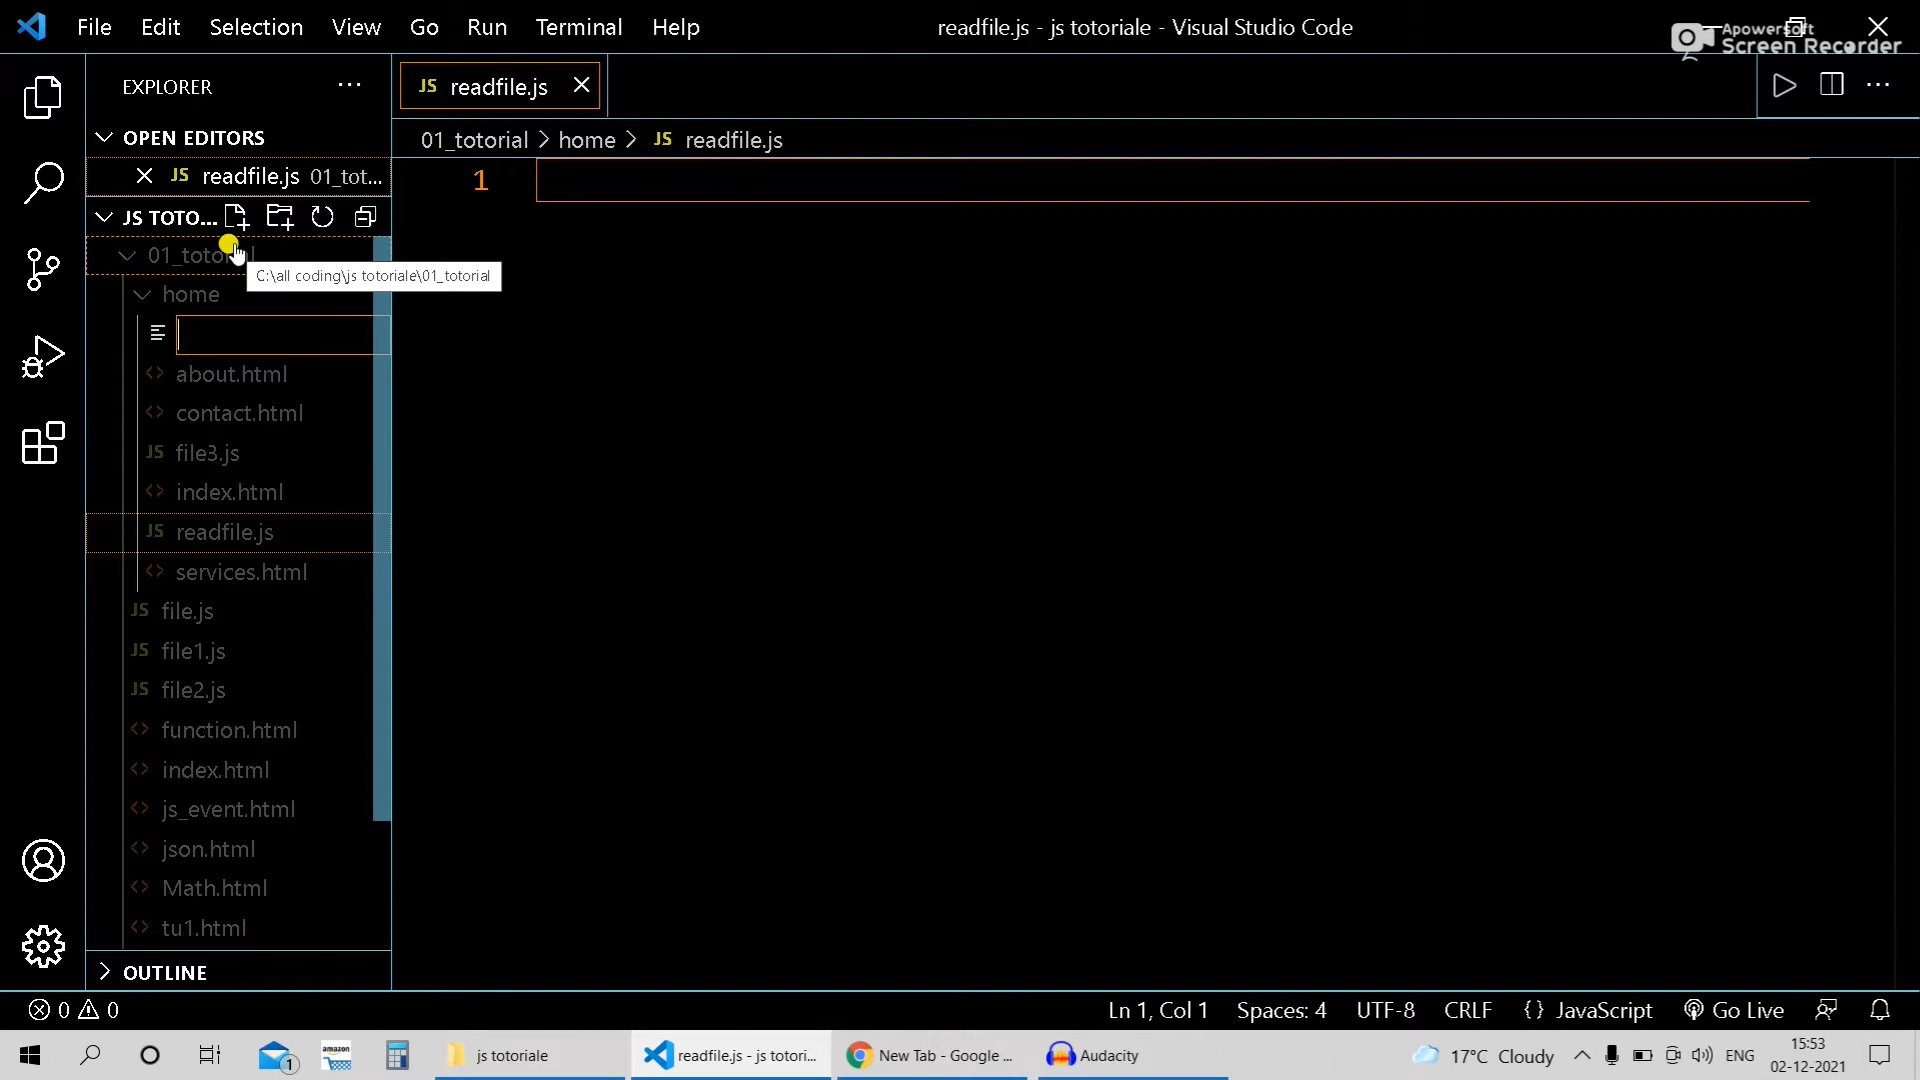 File Edit Selection View Go Run Terminal Help readfile.js - js totoriale - Visual Studio Code
Apowersoft
Screen Recorder
EXPLORER ···
JS readfile.js
OPEN EDITORS
01_totorial > home > JS readfile.js
JS readfile.js 01_tot...
1
JS TOTO...
01_totorial
C:\all coding\js totoriale\01_totorial
home
<> about.html
<> contact.html
JS file3.js
<> index.html
JS readfile.js
<> services.html
JS file.js
JS file1.js
JS file2.js
<> function.html
<> index.html
<> js_event.html
<> json.html
<> Math.html
<> tu1.html
OUTLINE
0 0 Ln 1, Col 1 Spaces: 4 UTF-8 CRLF {} JavaScript Go Live
amazon
1
js totoriale
readfile.js - js totori...
New Tab - Google ...
Audacity
17°C Cloudy
ENG
15:53
02-12-2021